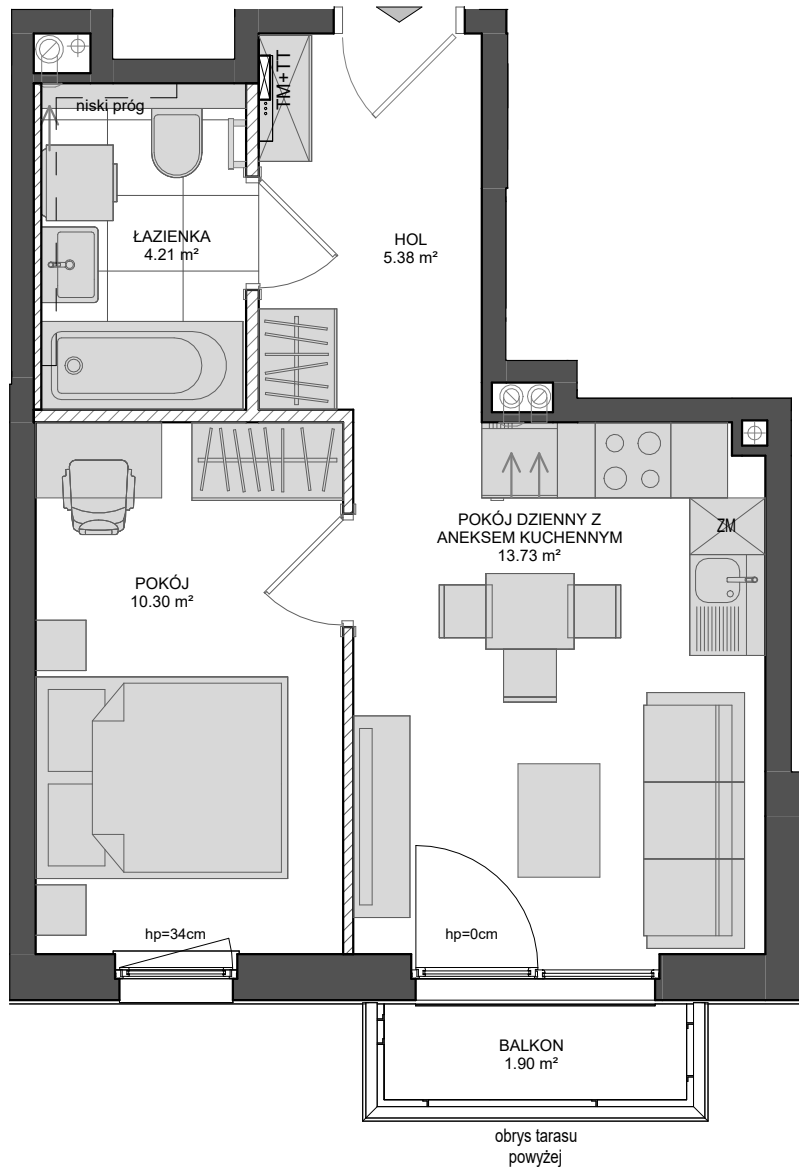 TM+TT
niski próg
ŁAZIENKA
4.21 m²
HOL
5.38 m²
POKÓJ DZIENNY Z
ANEKSEM KUCHENNYM
13.73 m²
ZM
POKÓJ
10.30 m²
hp=34cm
hp=0cm
BALKON
1.90 m²
obrys tarasu
powyżej